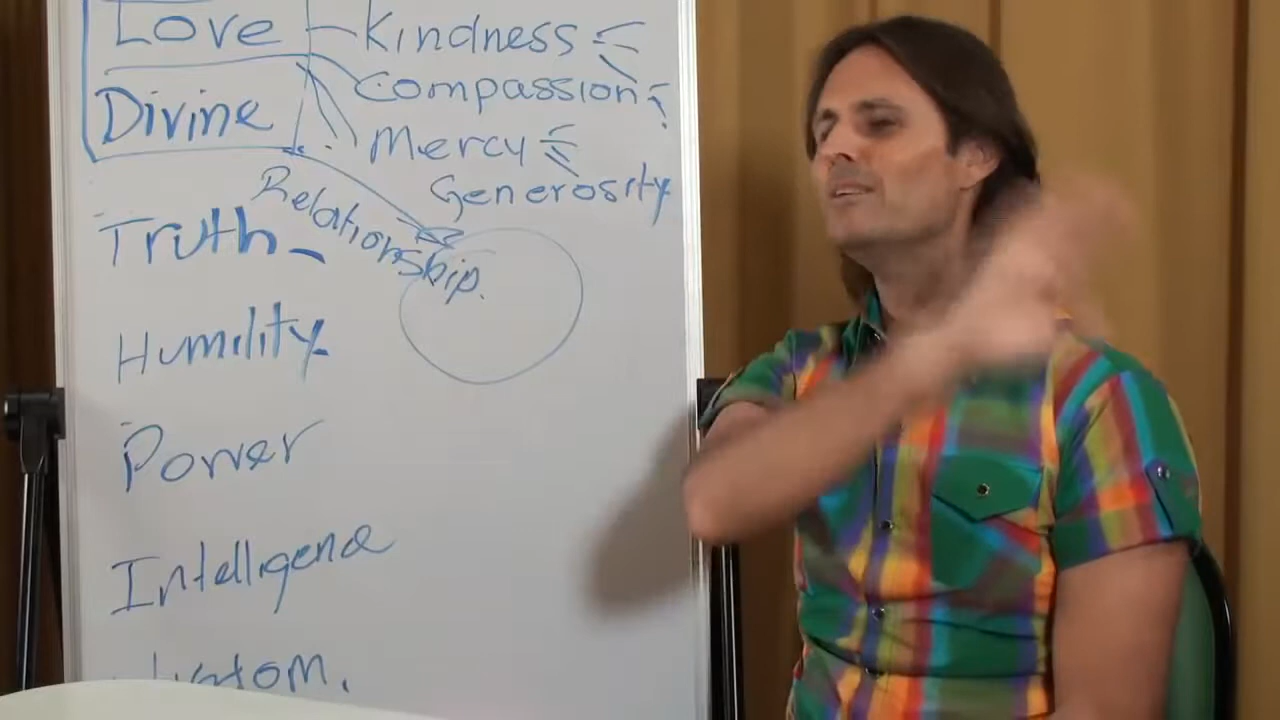 Love Kindness
Compassion
Divine
Mercy
Generosity
Relationship.
Truth
Humility
Power
Intelligence